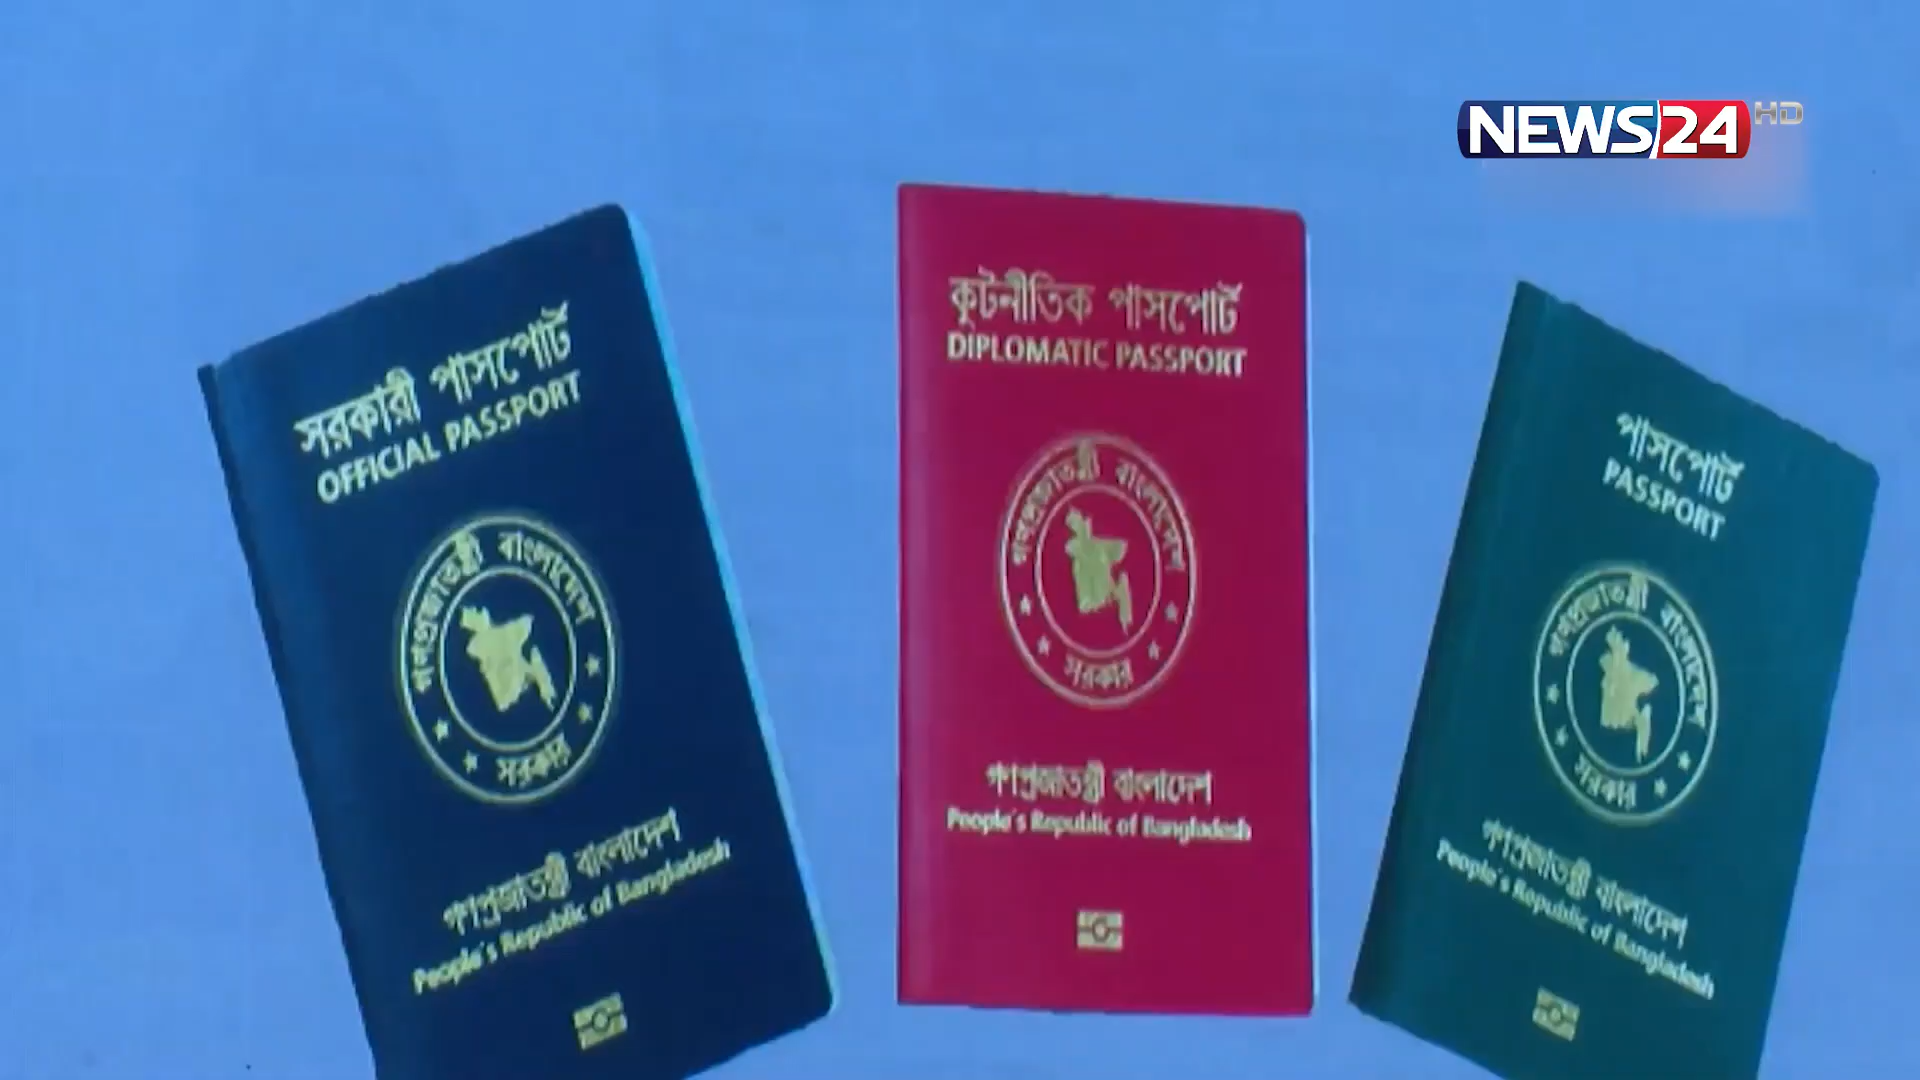 NEWS24 HD
সরকারী পাসপোর্ট
OFFICIAL PASSPORT
গণপ্রজাতন্ত্রী বাংলাদেশ
সরকার
গণপ্রজাতন্ত্রী বাংলাদেশ
People's Republic of Bangladesh
কূটনীতিক পাসপোর্ট
DIPLOMATIC PASSPORT
গণপ্রজাতন্ত্রী বাংলাদেশ
সরকার
গণপ্রজাতন্ত্রী বাংলাদেশ
People's Republic of Bangladesh
পাসপোর্ট
PASSPORT
গণপ্রজাতন্ত্রী বাংলাদেশ
সরকার
গণপ্রজাতন্ত্রী বাংলাদেশ
People's Republic of Bangladesh